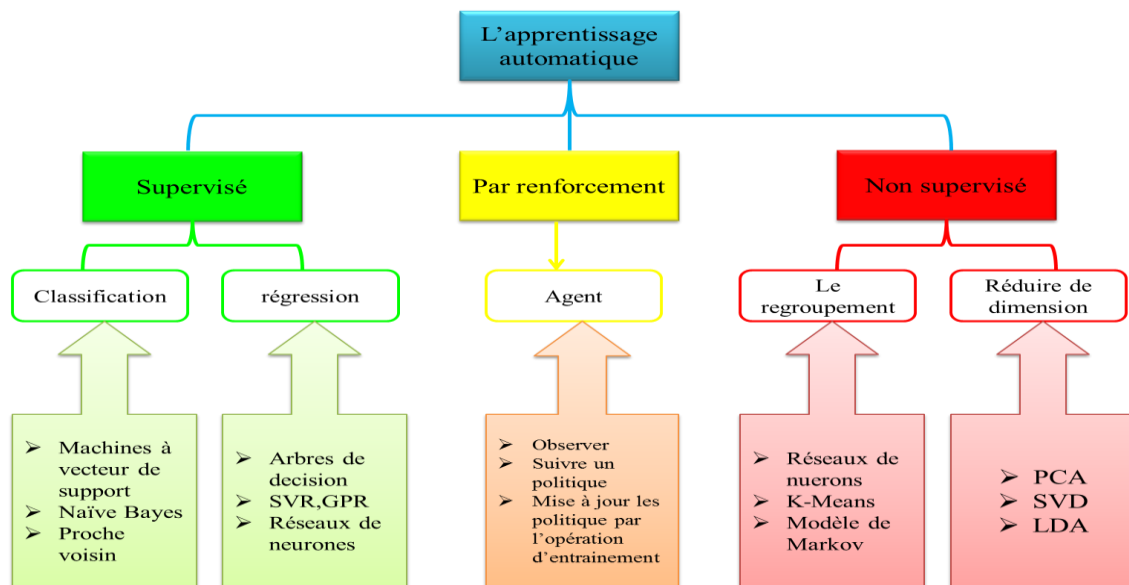 L'apprentissage
automatique
Supervisé
Par renforcement
Non supervisé
Classification
régression
Agent
Le
regroupement
Réduire de
dimension
➢ Machines à
vecteur de
support
➢ Naïve Bayes
➢ Proche
voisin
➢ Arbres de
decision
➢ SVR,GPR
➢ Réseaux de
neurones
➢ Observer
➢ Suivre un
politique
➢ Mise à jour les
politique par
l'opération
d'entrainement
➢ Réseaux de
nuerons
➢ K-Means
➢ Modèle de
Markov
➢ PCA
➢ SVD
➢ LDA